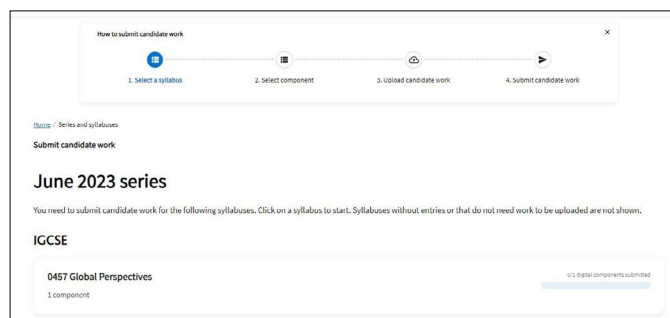 How to submit candidate work
×
1. Select a syllabus
2. Select component
3. Upload candidate work
4. Submit candidate work
Home / Series and syllabuses
Submit candidate work
June 2023 series
You need to submit candidate work for the following syllabuses. Click on a syllabus to start. Syllabuses without entries or that do not need work to be uploaded are not shown.
IGCSE
0457 Global Perspectives
0/1 digital components submitted
1 component